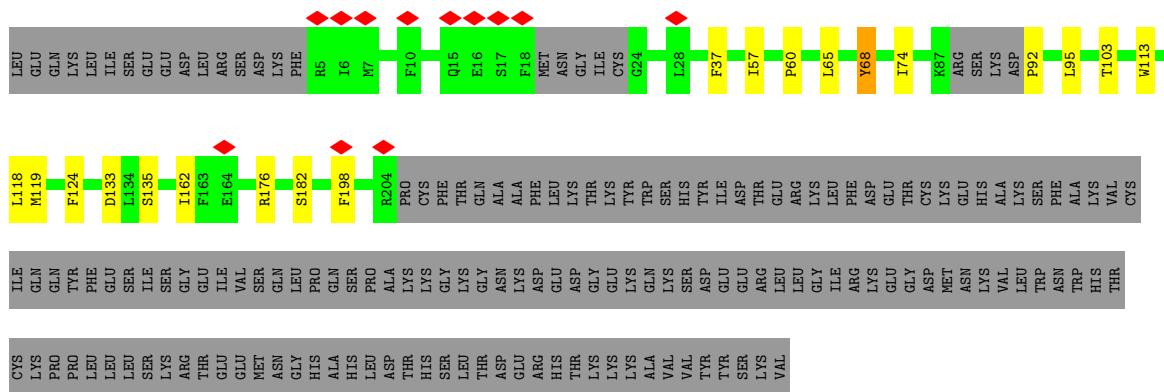 LEU GLU GLN LYS LEU ILE SER GLU GLU ASP LEU ARG SER ASP LYS PHE R5 I6 M7 F10 Q15 E16 S17 F18 MET ASN GLY ILE CYS G24 L28 F37 I57 P60 L65 Y68 I74 K87 ARG SER LYS ASP P92 L95 T103 W113
L118 M119 F124 D133 L134 S135 I162 F163 E164 R176 S182 F198 R204 PRO CYS PHE THR GLN ALA ALA PHE LEU LYS THR LYS TYR TRP SER HIS TYR ILE ASP THR GLU ARG LYS LEU PHE ASP GLU THR CYS LYS GLU HIS ALA LYS SER PHE ALA LYS VAL CYS
ILE GLN GLN TYR PHE GLU SER ILE SER GLY GLU ILE VAL SER GLN LEU PRO GLN SER PRO ALA LYS LYS GLY LYS GLY ASN LYS ASP GLU ASP GLY GLU LYS GLN LYS SER ASP GLU GLU ARG LEU LEU GLY ILE ARG LYS GLU GLY ASP MET ASN LYS VAL LEU TRP ASN TRP HIS THR
CYS LYS PRO PRO LEU LEU LEU SER LYS ARG THR GLU GLU MET ASN GLY HIS ALA HIS LEU ASP THR HIS SER LEU THR ASP GLU ARG HIS THR LYS LYS LYS ALA VAL VAL TYR TYR SER LYS VAL